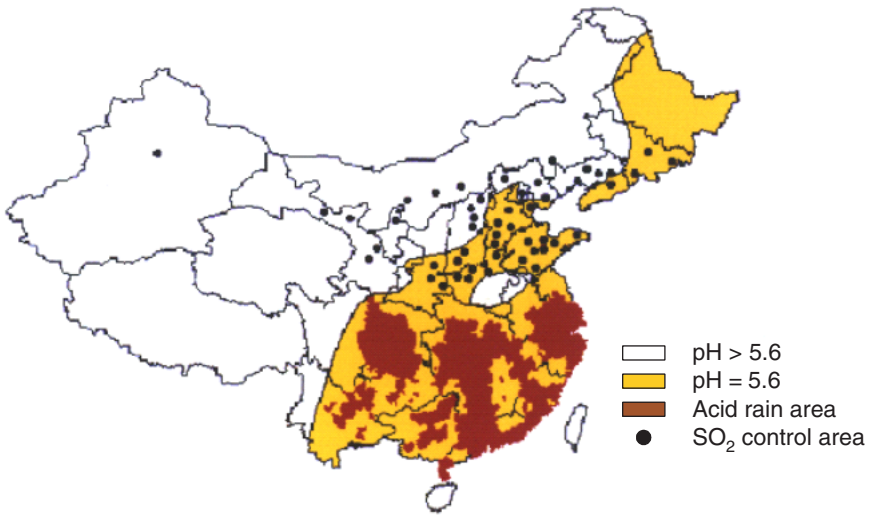 pH > 5.6
pH = 5.6
Acid rain area
SO₂ control area